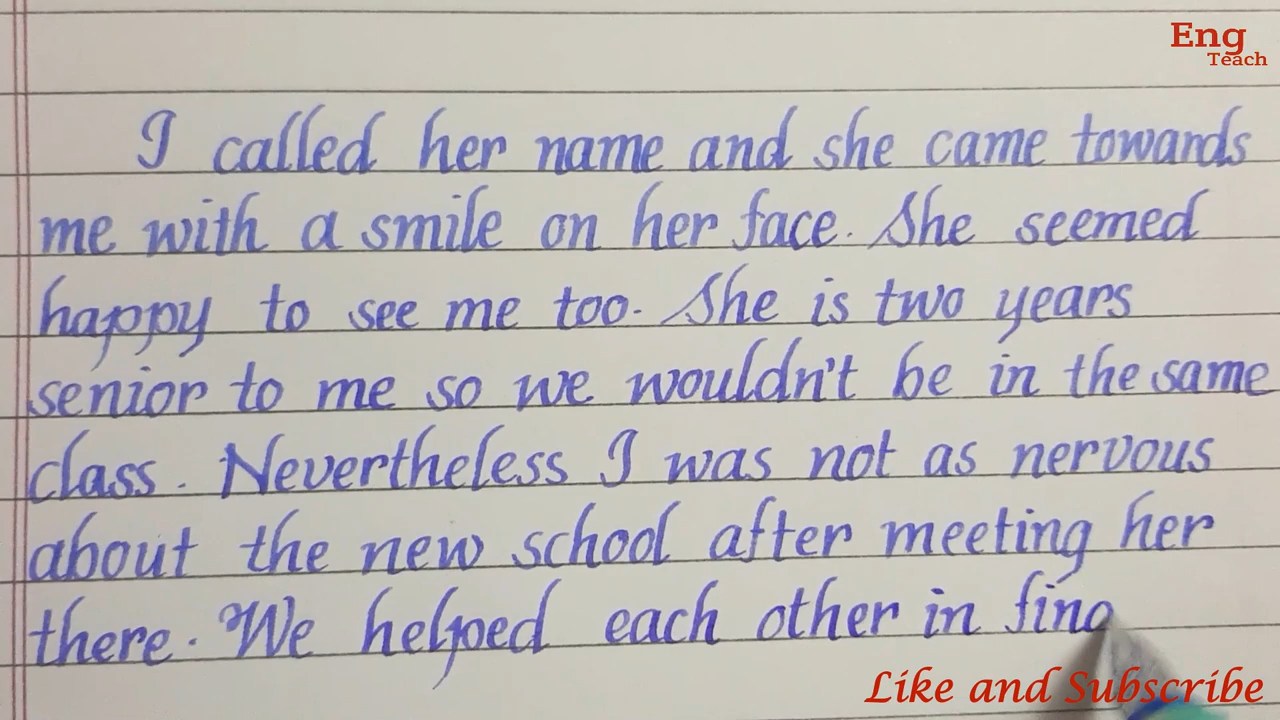 Eng
Teach
I called her name and she came towards
me with a smile on her face. She seemed
happy to see me too. She is two years
senior to me so we wouldn't be in the same
class. Nevertheless I was not as nervous
about the new school after meeting her
there. We helped each other in
Like and Subscribe